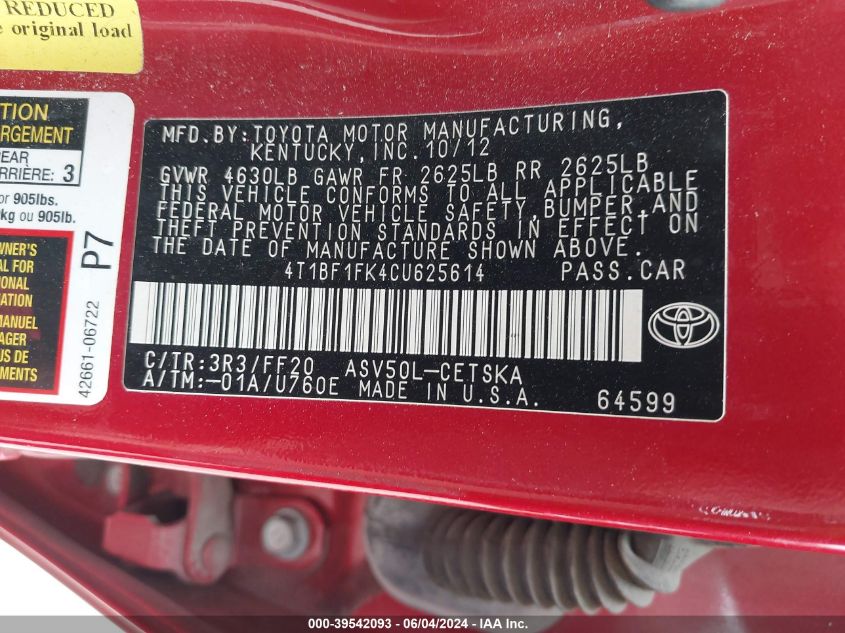 REDUCED
e original load
TION
RGEMENT
EAR
ARRIÈRE: 3
or 905lbs.
kg ou 905lb.
WNER'S
AL FOR
IONAL
ATION
MANUEL
AGER
US DE
MENTS.
P7
42661-06722
MFD.BY:TOYOTA MOTOR MANUFACTURING,
KENTUCKY,INC.10/12
GVWR 4630LB GAWR FR 2625LB RR 2625LB
THIS VEHICLE CONFORMS TO ALL APPLICABLE
FEDERAL MOTOR VEHICLE SAFETY,BUMPER,AND
THEFT PREVENTION STANDARDS IN EFFECT ON
THE DATE OF MANUFACTURE SHOWN ABOVE.
4T1BF1FK4CU625614 PASS.CAR
C/TR:3R3/FF20 ASV50L-CETSKA
A/TM:-01A/U760E MADE IN U.S.A. 64599
000-39542093 - 06/04/2024 - IAA Inc.